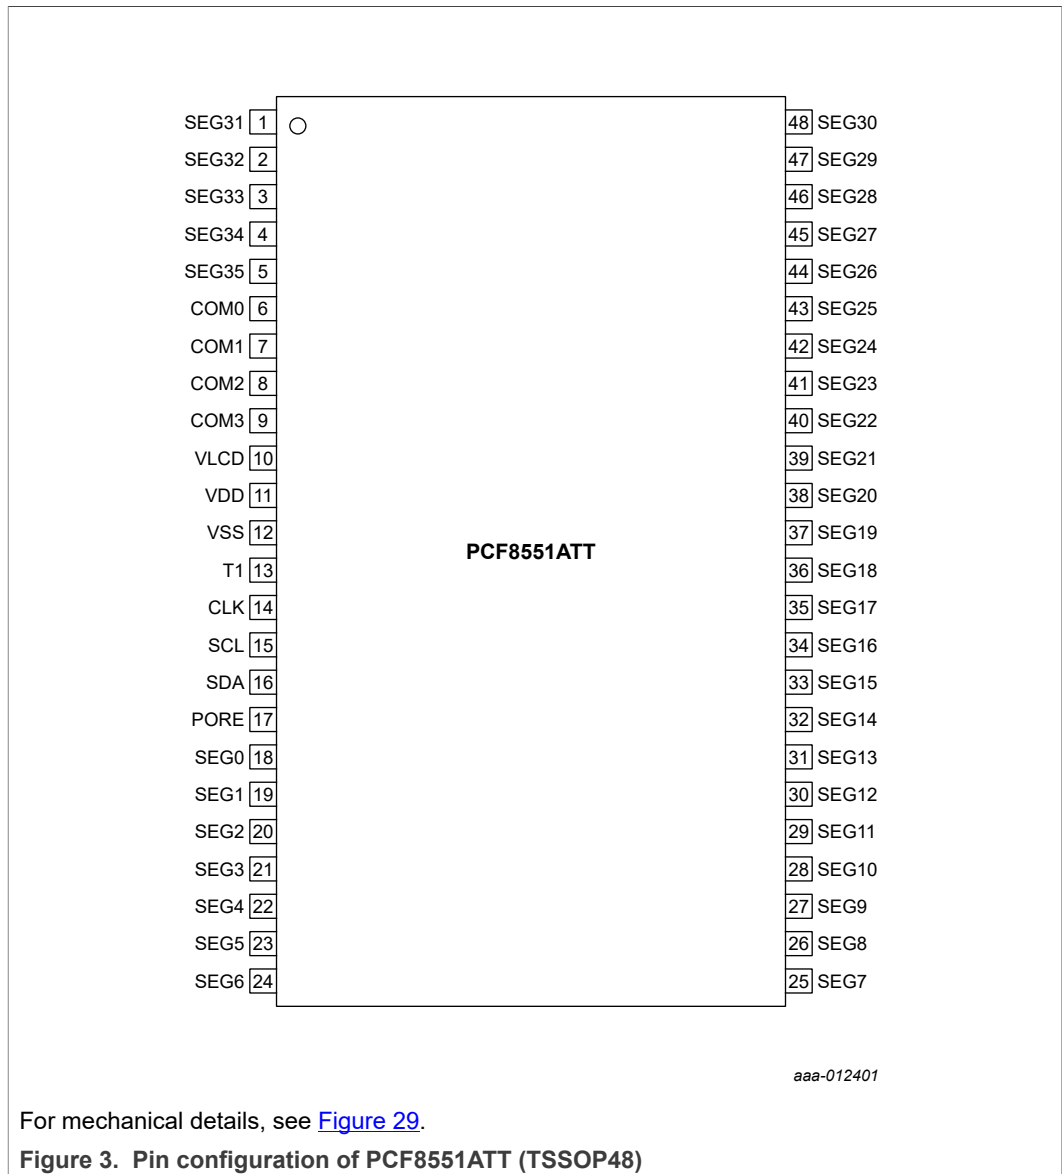 SEG31 1 48 SEG30
SEG32 2 47 SEG29
SEG33 3 46 SEG28
SEG34 4 45 SEG27
SEG35 5 44 SEG26
COM0 6 43 SEG25
COM1 7 42 SEG24
COM2 8 41 SEG23
COM3 9 40 SEG22
VLCD 10 39 SEG21
VDD 11 38 SEG20
VSS 12 37 SEG19
PCF8551ATT
T1 13 36 SEG18
CLK 14 35 SEG17
SCL 15 34 SEG16
SDA 16 33 SEG15
PORE 17 32 SEG14
SEG0 18 31 SEG13
SEG1 19 30 SEG12
SEG2 20 29 SEG11
SEG3 21 28 SEG10
SEG4 22 27 SEG9
SEG5 23 26 SEG8
SEG6 24 25 SEG7
aaa-012401
For mechanical details, see Figure 29.
Figure 3. Pin configuration of PCF8551ATT (TSSOP48)